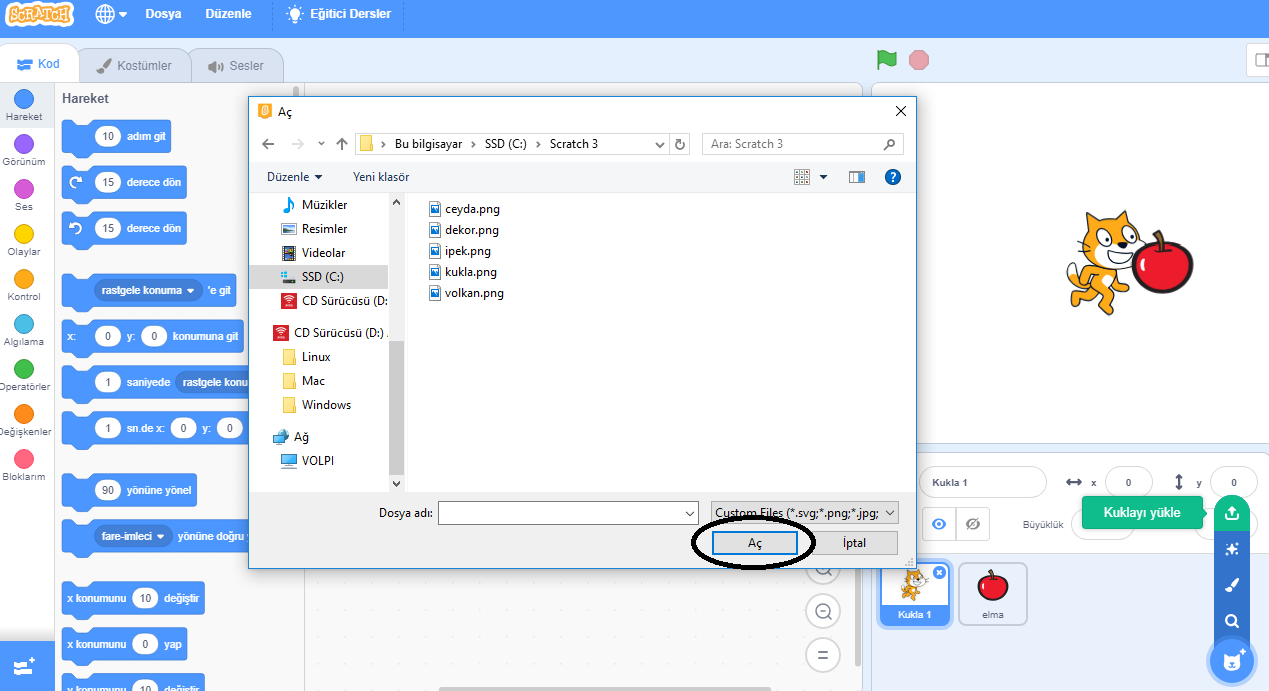 SCRATCH
Dosya
Düzenle
Eğitici Dersler
Kod
Kostümler
Sesler
Hareket
Görünüm
Ses
Olaylar
Kontrol
Algılama
Operatörler
Değişkenler
Bloklarım
Hareket
10 adım git
15 derece dön
15 derece dön
rastgele konuma 'e git
x: 0 y: 0 konumuna git
1 saniyede rastgele konu
1 sn.de x: 0 y: 0
90 yönüne yönel
fare-imleci yönüne doğru
x konumunu 10 değiştir
x konumunu 0 yap
y konumunu 10 değiştir
Aç
Bu bilgisayar > SSD (C:) > Scratch 3
Ara: Scratch 3
Düzenle
Yeni klasör
Müzikler
Resimler
Videolar
SSD (C:)
CD Sürücüsü (D:
CD Sürücüsü (D:) .
Linux
Mac
Windows
Ağ
VOLPI
ceyda.png
dekor.png
ipek.png
kukla.png
volkan.png
Dosya adı:
Custom Files (*.svg;*.png;*.jpg;
Aç
İptal
Kukla 1
x 0
y 0
Büyüklük
Kuklayı yükle
Kukla 1
elma